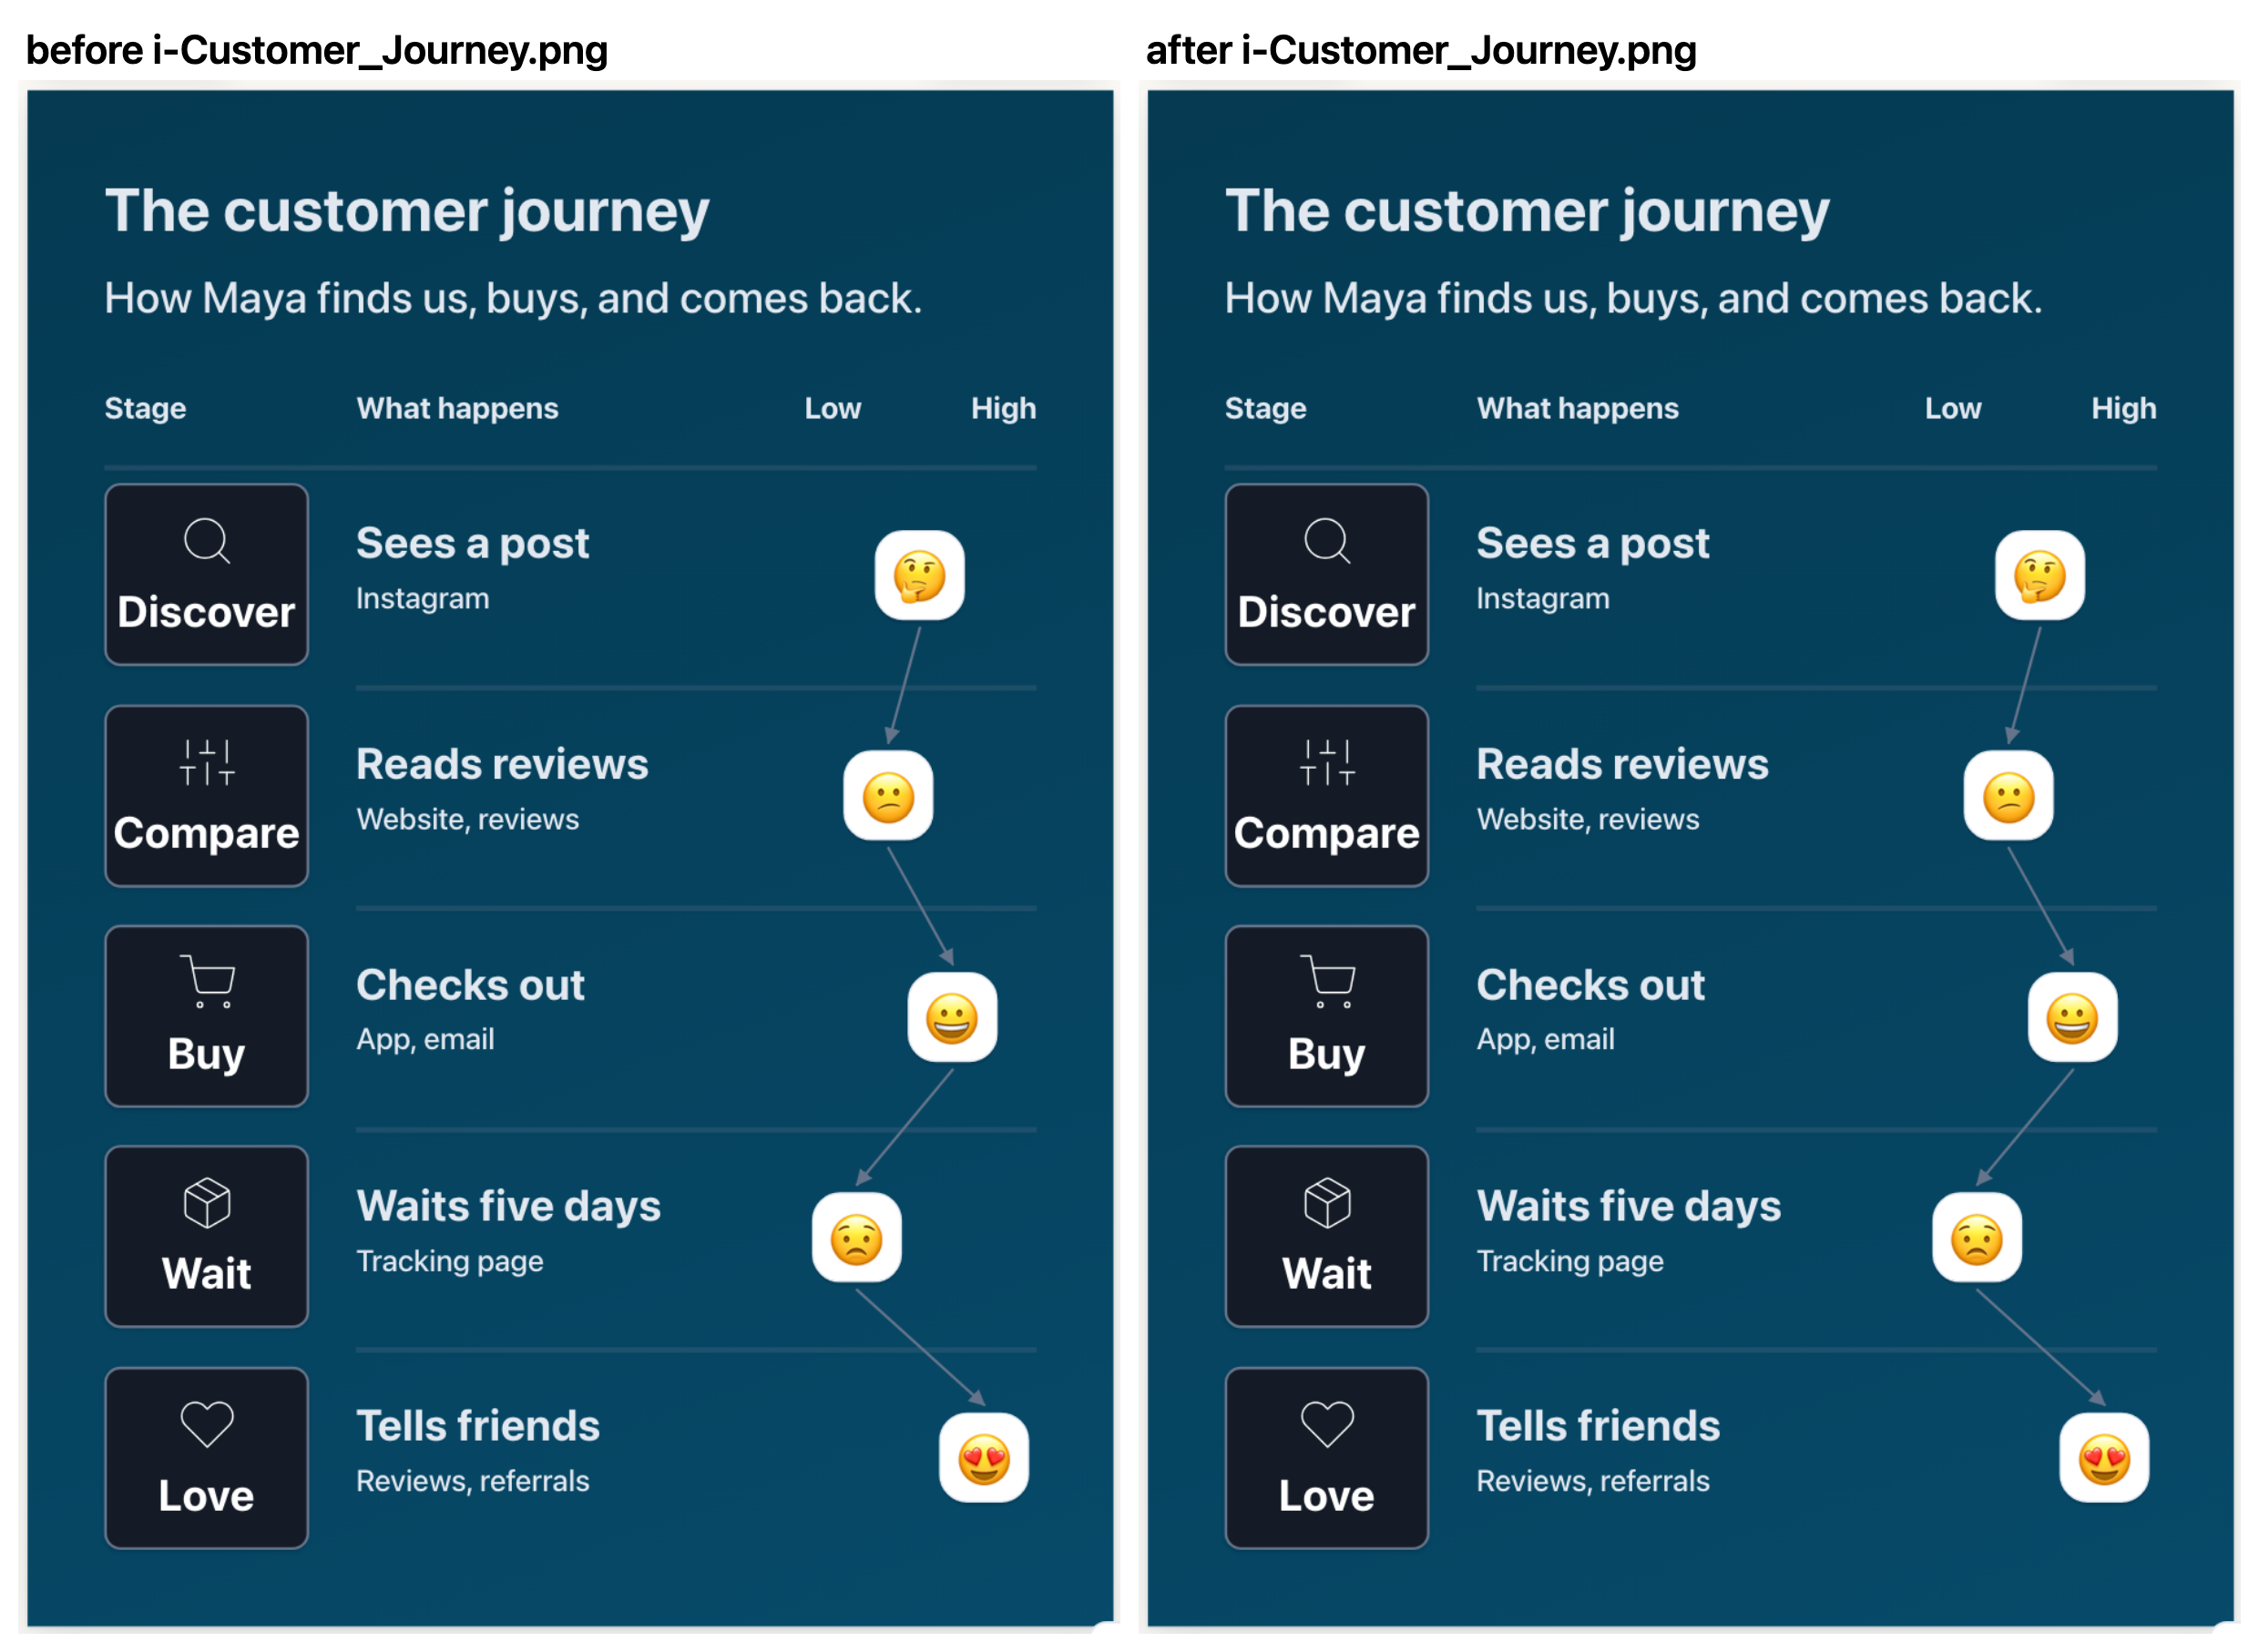 before i-Customer_Journey.png
The customer journey
How Maya finds us, buys, and comes back.
Stage What happens Low High
Discover
Sees a post
Instagram
Compare
Reads reviews
Website, reviews
Buy
Checks out
App, email
Wait
Waits five days
Tracking page
Love
Tells friends
Reviews, referrals
after i-Customer_Journey.png
The customer journey
How Maya finds us, buys, and comes back.
Stage What happens Low High
Discover
Sees a post
Instagram
Compare
Reads reviews
Website, reviews
Buy
Checks out
App, email
Wait
Waits five days
Tracking page
Love
Tells friends
Reviews, referrals